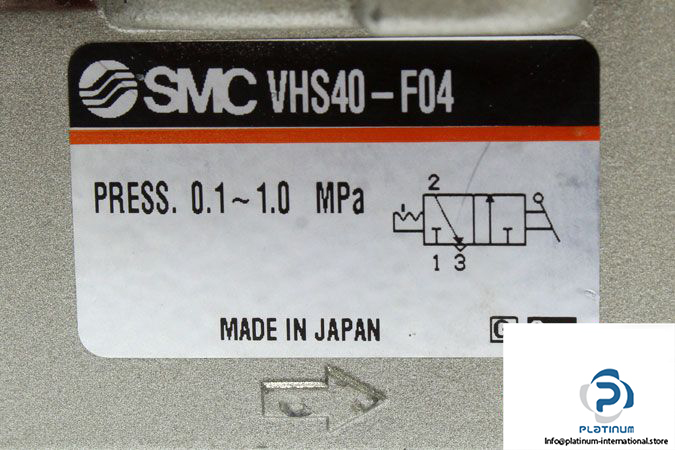 SMC VHS40-F04
PRESS. 0.1~1.0 MPa
2
1 3
MADE IN JAPAN
PLATINUM
Info@platinum-international.store